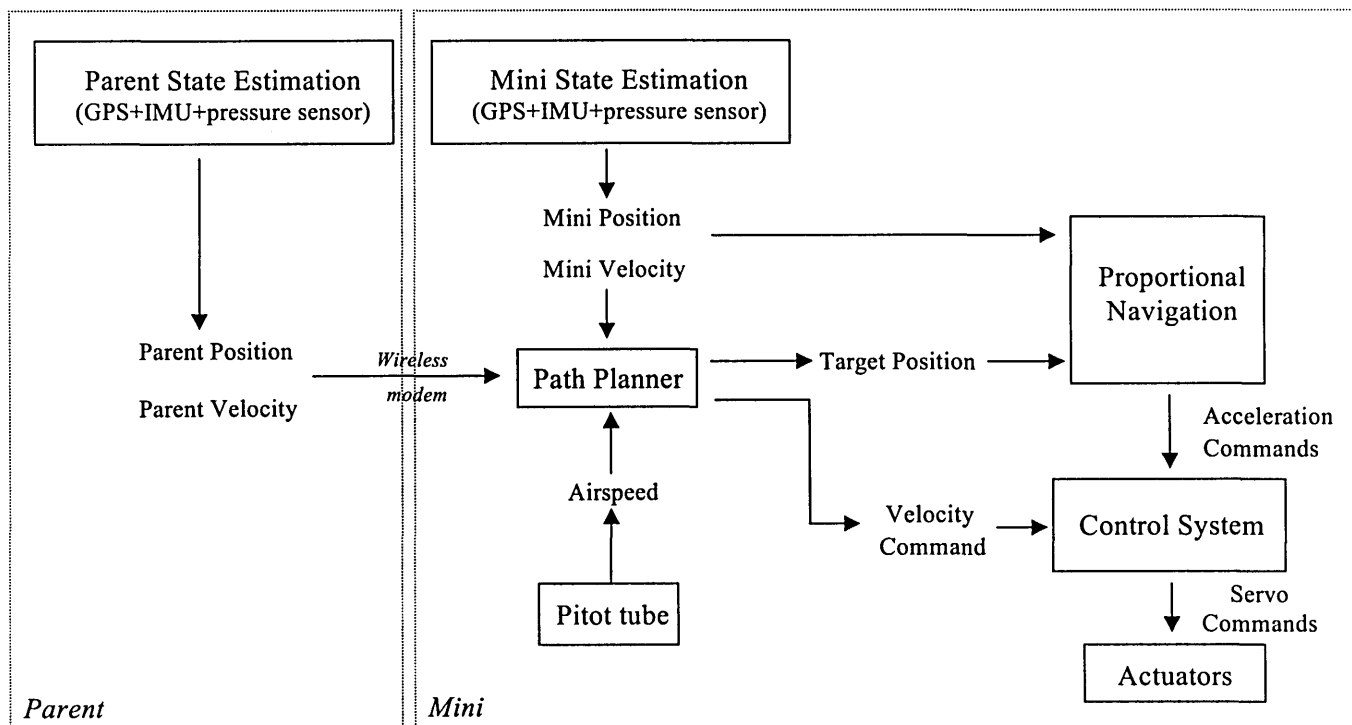 Parent State Estimation
(GPS+IMU+pressure sensor)
Mini State Estimation
(GPS+IMU+pressure sensor)
Mini Position
Mini Velocity
Proportional
Navigation
Parent Position
Parent Velocity
Wireless
modem
Path Planner
Target Position
Acceleration
Commands
Airspeed
Velocity
Command
Control System
Pitot tube
Servo
Commands
Actuators
Parent
Mini